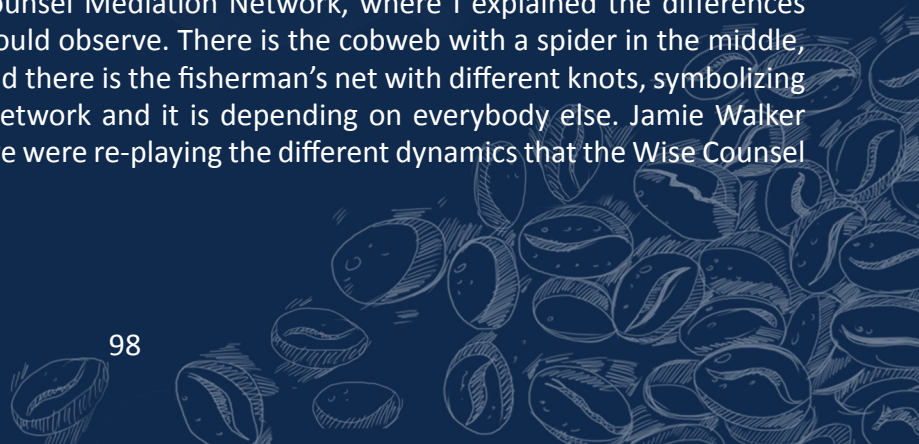 ounsel Mediation Network, where I explained the differences
ould observe. There is the cobweb with a spider in the middle,
d there is the fisherman’s net with different knots, symbolizing
etwork and it is depending on everybody else. Jamie Walker
e were re-playing the different dynamics that the Wise Counsel
98